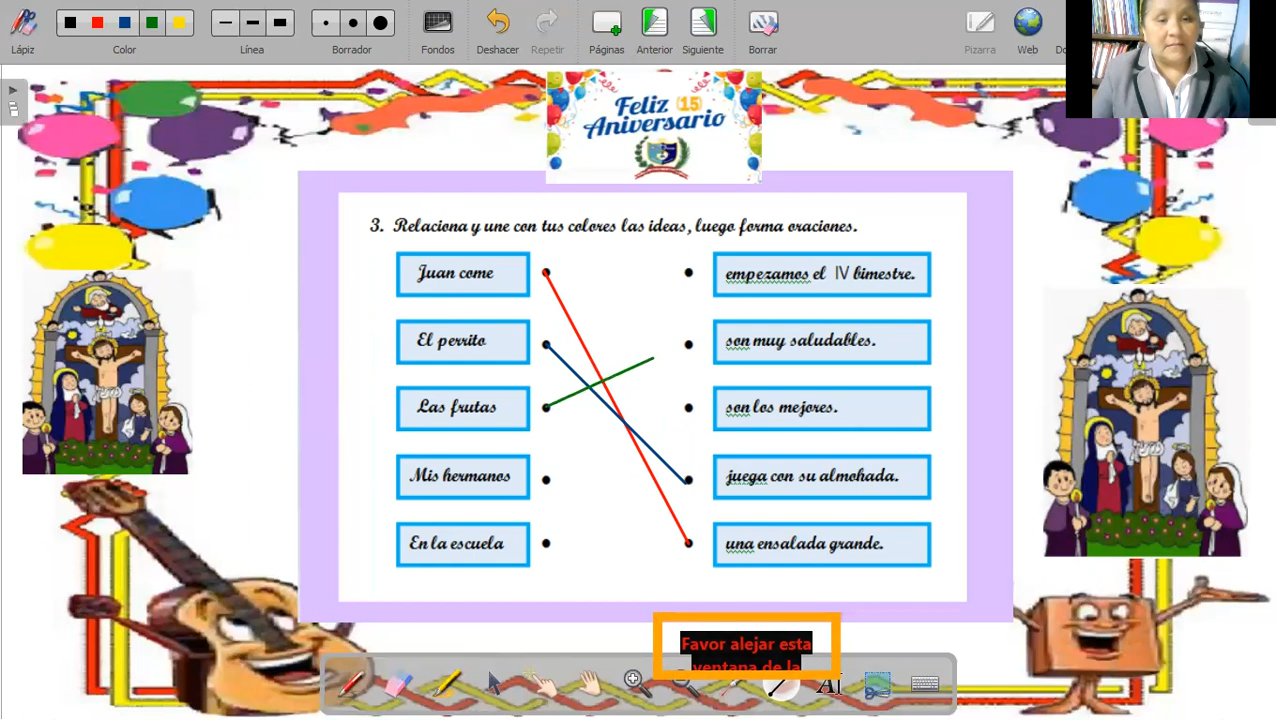 Lápiz
Color
Línea
Borrador
Fondos
Deshacer
Repetir
Páginas
Anterior
Siguiente
Borrar
Pizarra
Web
Feliz 15
Aniversario
3. Relaciona y une con tus colores las ideas, luego forma oraciones.
Juan come
empezamos el IV bimestre.
El perrito
son muy saludables.
Las frutas
son los mejores.
Mis hermanos
juega con su almohada.
En la escuela
una ensalada grande.
Favor alejar esta
ventana de la
AI